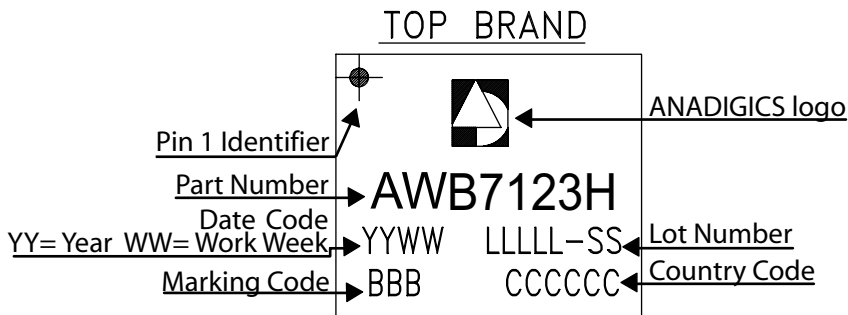 TOP BRAND
ANADIGICS logo
Pin 1 Identifier
Part Number
AWB7123H
Date Code
YY= Year WW= Work Week
YYWW LLLLL-SS
Lot Number
Marking Code
BBB CCCCCC
Country Code